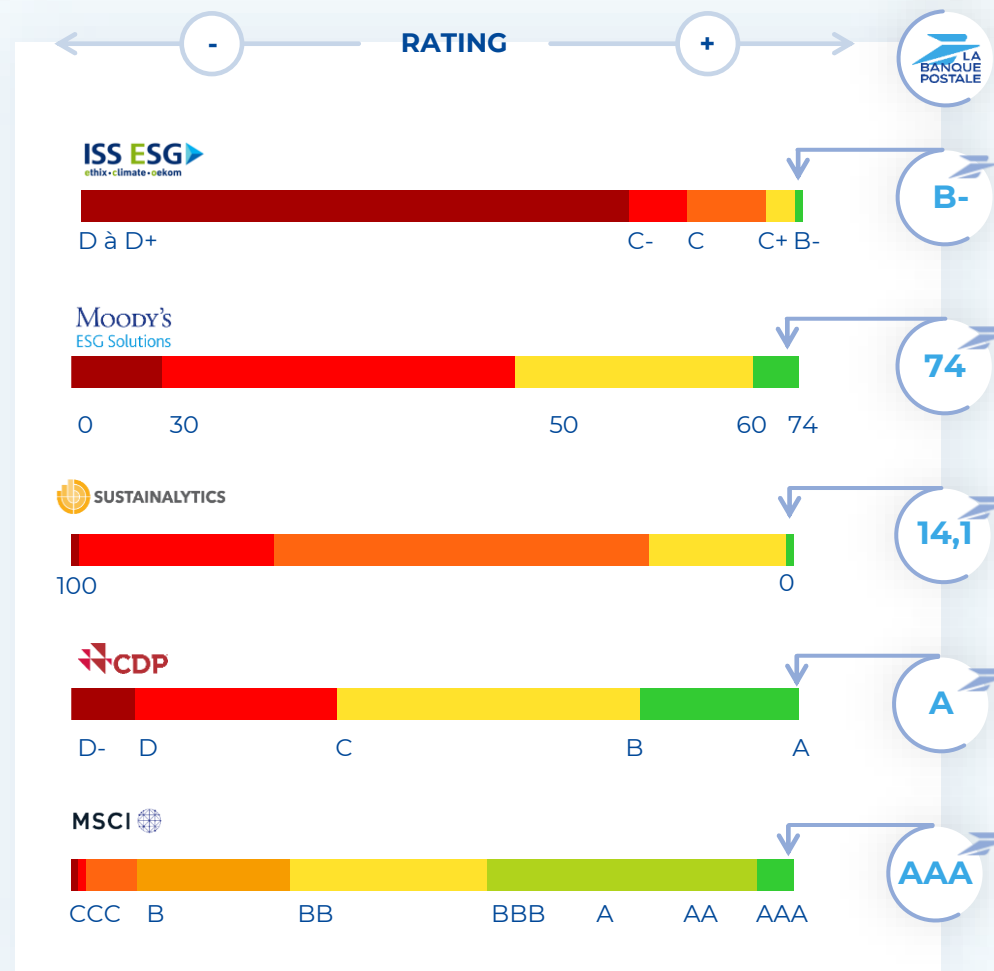 - RATING +
LA
BANQUE
POSTALE
ISS ESG
ethix·climate·oekom
B-
D à D+ C- C C+ B-
MOODY'S
ESG Solutions
74
0 30 50 60 74
SUSTAINALYTICS
14,1
100 0
CDP
A
D- D C B A
MSCI
AAA
CCC B BB BBB A AA AAA